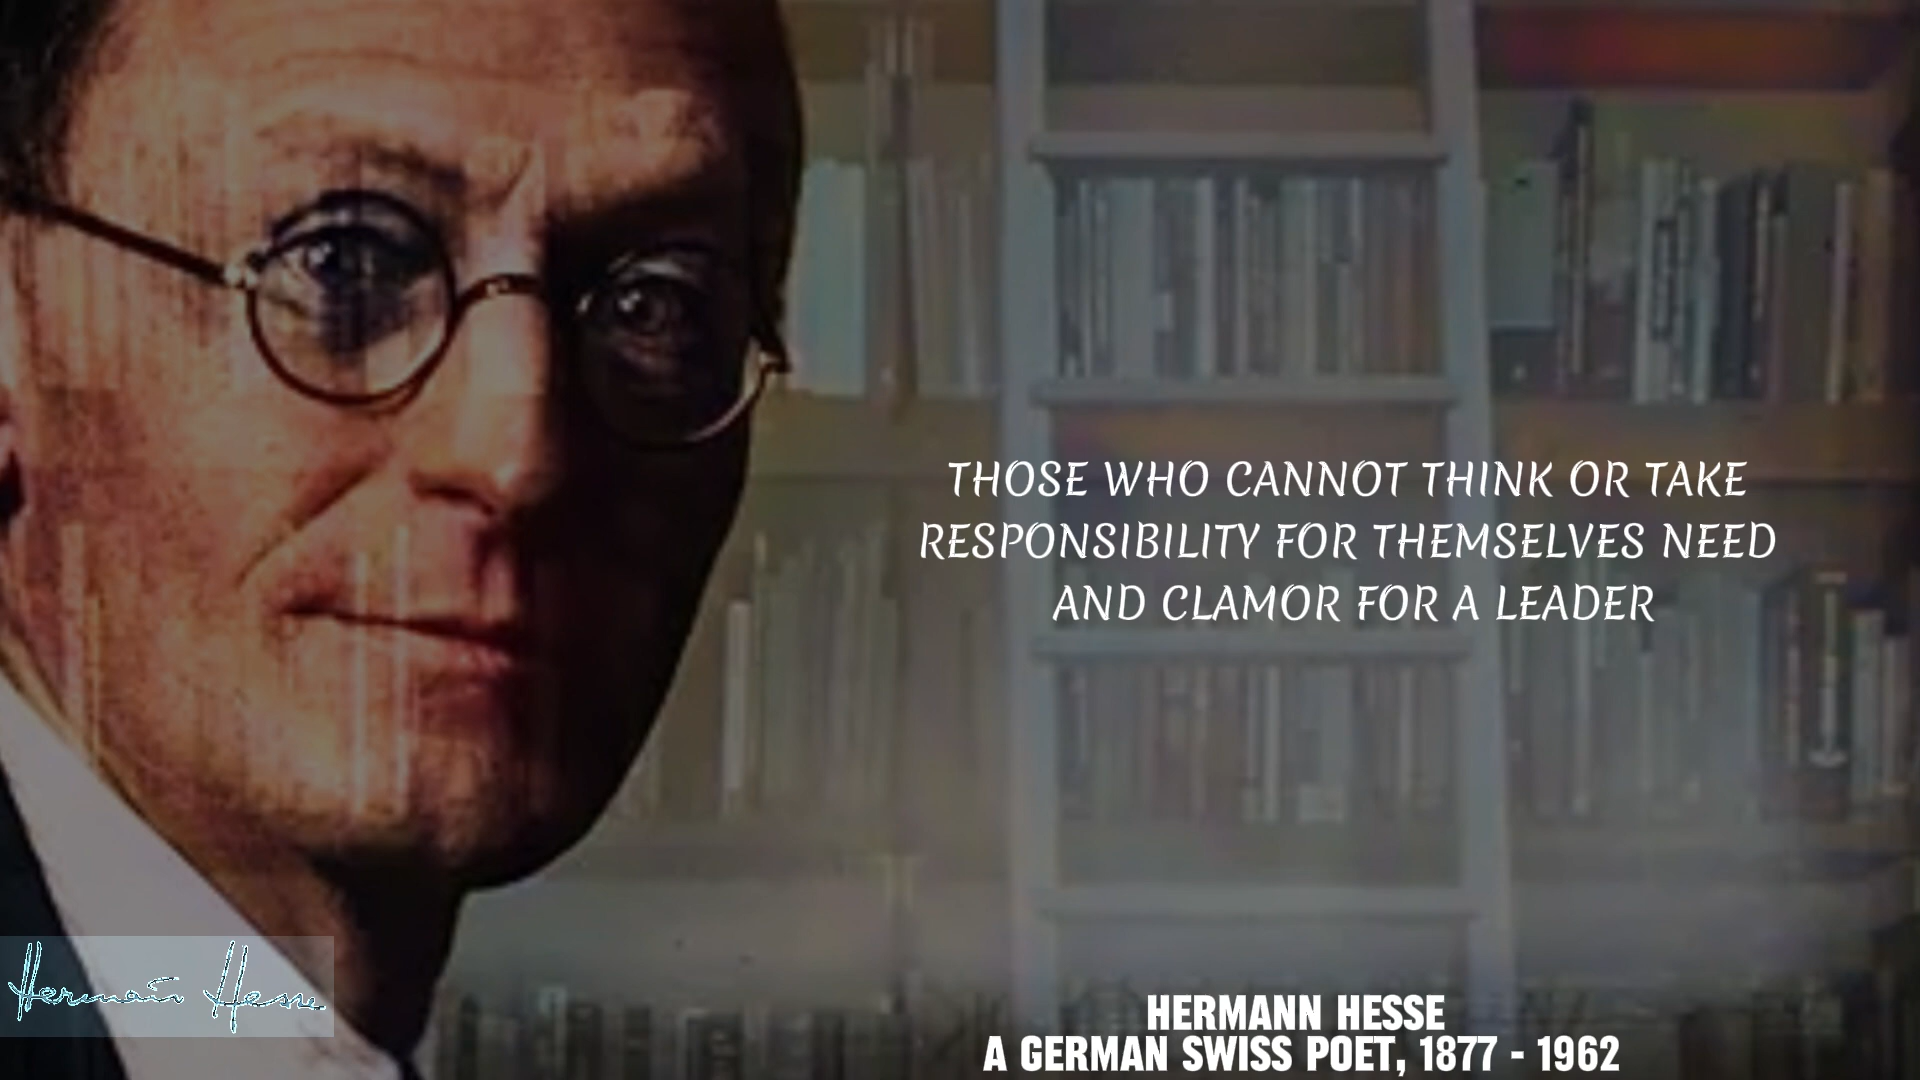 THOSE WHO CANNOT THINK OR TAKE
RESPONSIBILITY FOR THEMSELVES NEED
AND CLAMOR FOR A LEADER
Hermann Hesse
HERMANN HESSE
A GERMAN SWISS POET, 1877 - 1962